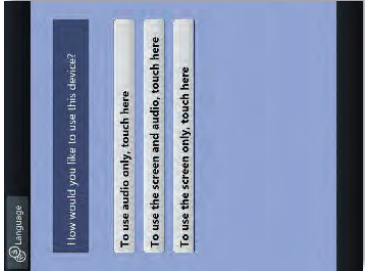 Language
How would you like to use this device?
To use audio only, touch here
To use the screen and audio, touch here
To use the screen only, touch here